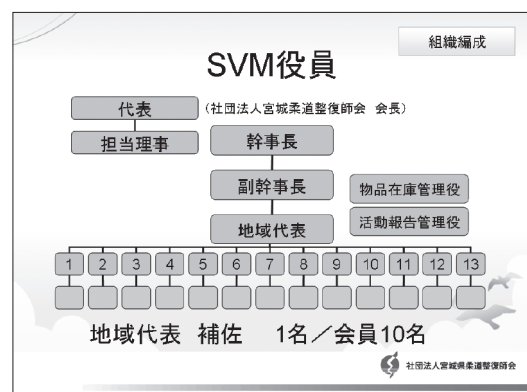 組織編成
SVM役員
代表 (社団法人宮城柔道整復師会 会長)
担当理事 幹事長
副幹事長 物品在庫管理役
地域代表 活動報告管理役
1 2 3 4 5 6 7 8 9 10 11 12 13
地域代表 補佐 1名/会員10名
社団法人宮城県柔道整復師会